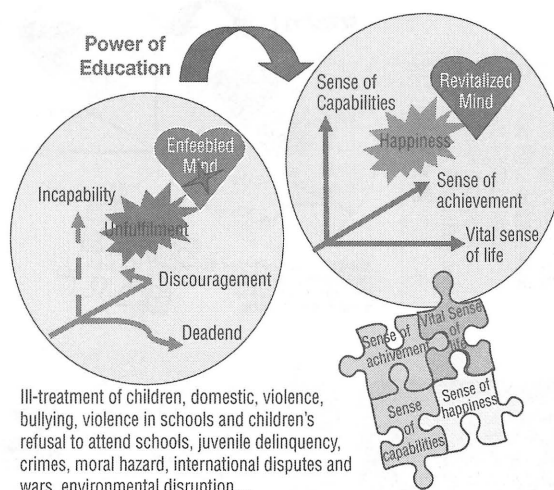 Power of
Education
Enfeebled
Mind
Incapability
Unfulfilment
Discouragement
Deadend
Sense of
Capabilities
Revitalized
Mind
Happiness
Sense of
achievement
Vital sense
of life
Sense of
achievement
Vital Sense
of
life
Sense
of
capabilities
Sense of
happiness
Ill-treatment of children, domestic, violence,
bullying, violence in schools and children's
refusal to attend schools, juvenile delinquency,
crimes, moral hazard, international disputes and
wars, environmental disruption